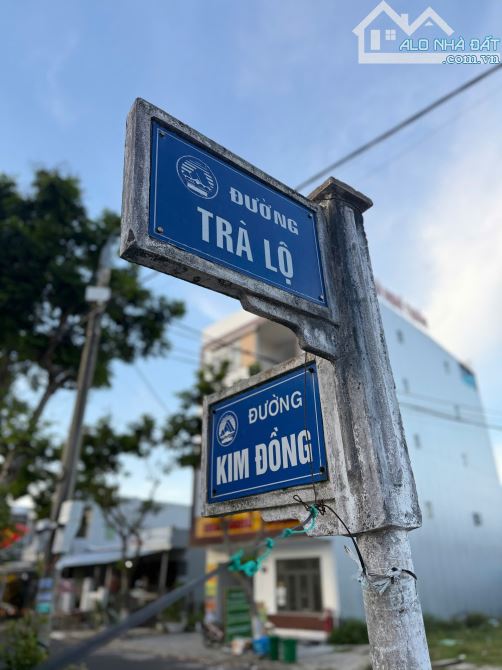 ALO NHÀ ĐẤT
.com.vn
ĐƯỜNG
TRÀ LỘ
ĐƯỜNG
KIM ĐỒNG